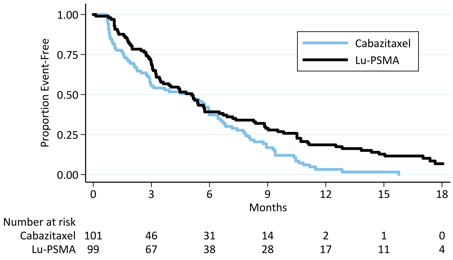 1.00
Cabazitaxel
Lu-PSMA
0.75
0.50
0.25
0.00
Proportion Event-Free
0 3 6 9 12 15 18
Months
Number at risk
Cabazitaxel 101 46 31 14 2 1 0
Lu-PSMA 99 67 38 28 17 11 4